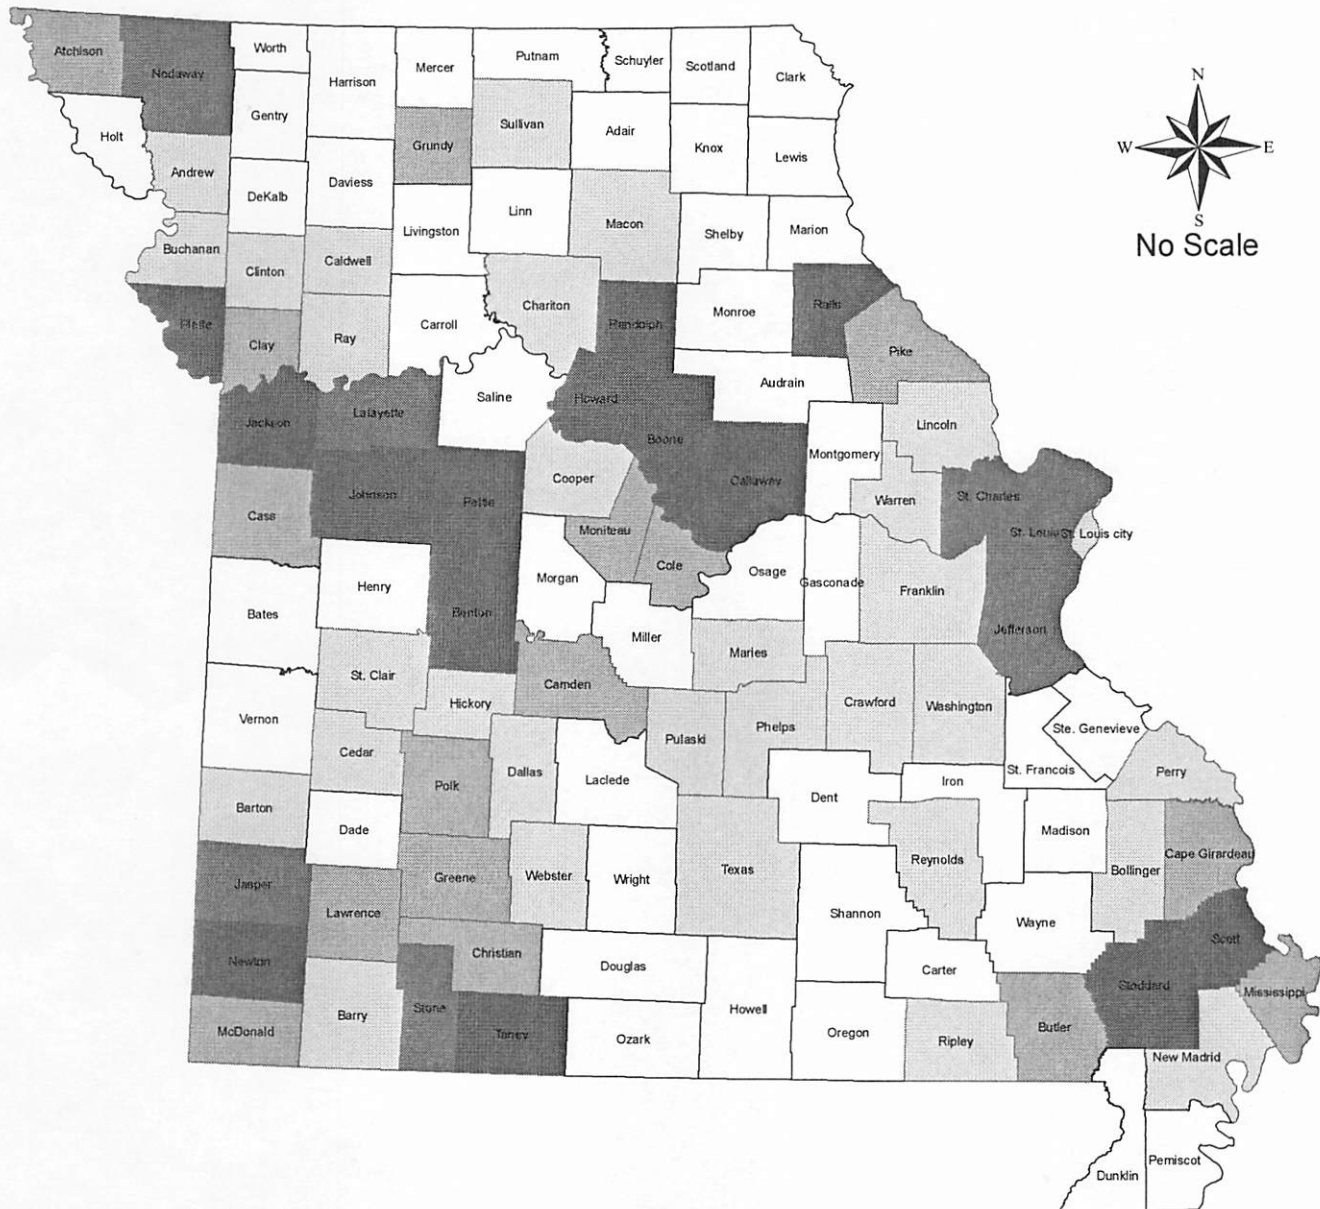 Atchison
Nodaway
Worth
Harrison
Mercer
Putnam
Schuyler
Scotland
Clark
N
W
E
S
No Scale
Holt
Gentry
Grundy
Sullivan
Adair
Knox
Lewis
Andrew
DeKalb
Daviess
Livingston
Linn
Macon
Shelby
Marion
Buchanan
Clinton
Caldwell
Chariton
Monroe
Ralls
Platte
Clay
Ray
Carroll
Randolph
Pike
Audrain
Jackson
Lafayette
Saline
Howard
Boone
Lincoln
Montgomery
Callaway
Cooper
Warren
St. Charles
Cass
Johnson
Pettis
Moniteau
Cole
St. Louis
St. Louis city
Henry
Morgan
Osage
Gasconade
Franklin
Bates
Benton
Miller
Maries
Jefferson
St. Clair
Hickory
Camden
Crawford
Washington
Ste. Genevieve
Vernon
Pulaski
Phelps
Cedar
Polk
Dallas
Laclede
Dent
Iron
St. Francois
Perry
Barton
Dade
Madison
Jasper
Lawrence
Greene
Webster
Wright
Texas
Reynolds
Bollinger
Cape Girardeau
Shannon
Wayne
Newton
Christian
Douglas
Carter
Scott
Stoddard
Mississippi
McDonald
Barry
Stone
Taney
Ozark
Howell
Oregon
Ripley
Butler
New Madrid
Dunklin
Pemiscot